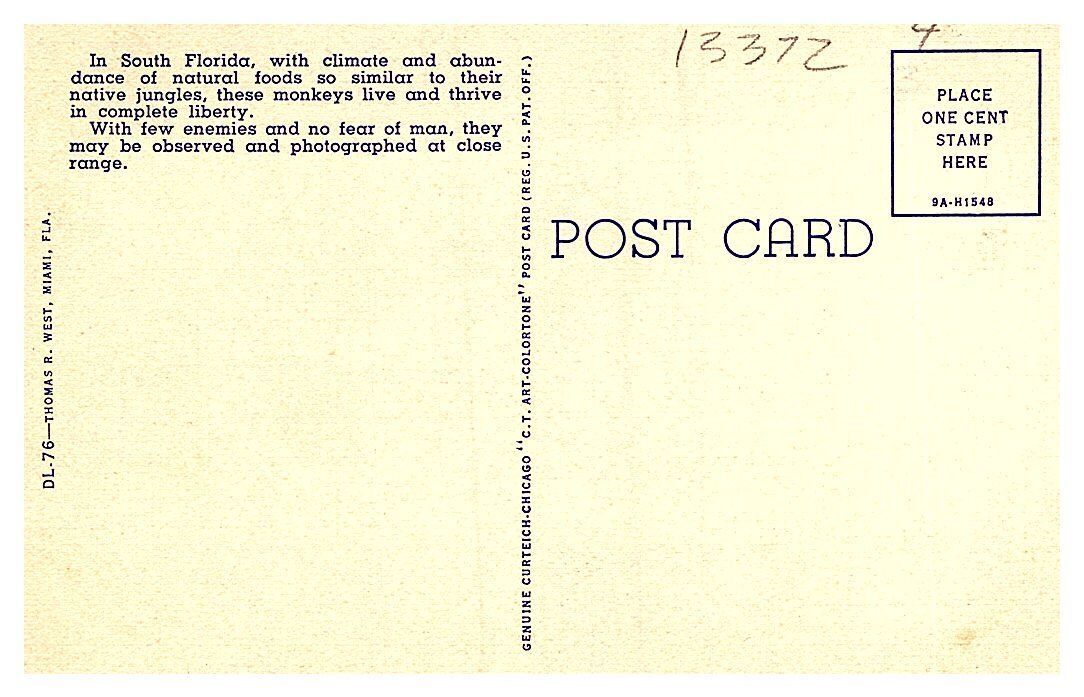 In South Florida, with climate and abun-
dance of natural foods so similar to their
native jungles, these monkeys live and thrive
in complete liberty.
With few enemies and no fear of man, they
may be observed and photographed at close
range.
DL-76—THOMAS R. WEST, MIAMI, FLA.
GENUINE CURTEICH-CHICAGO "C.T. ART-COLORTONE" POST CARD (REG. U.S. PAT. OFF.)
13372
4
POST CARD
PLACE
ONE CENT
STAMP
HERE
9A-H1548